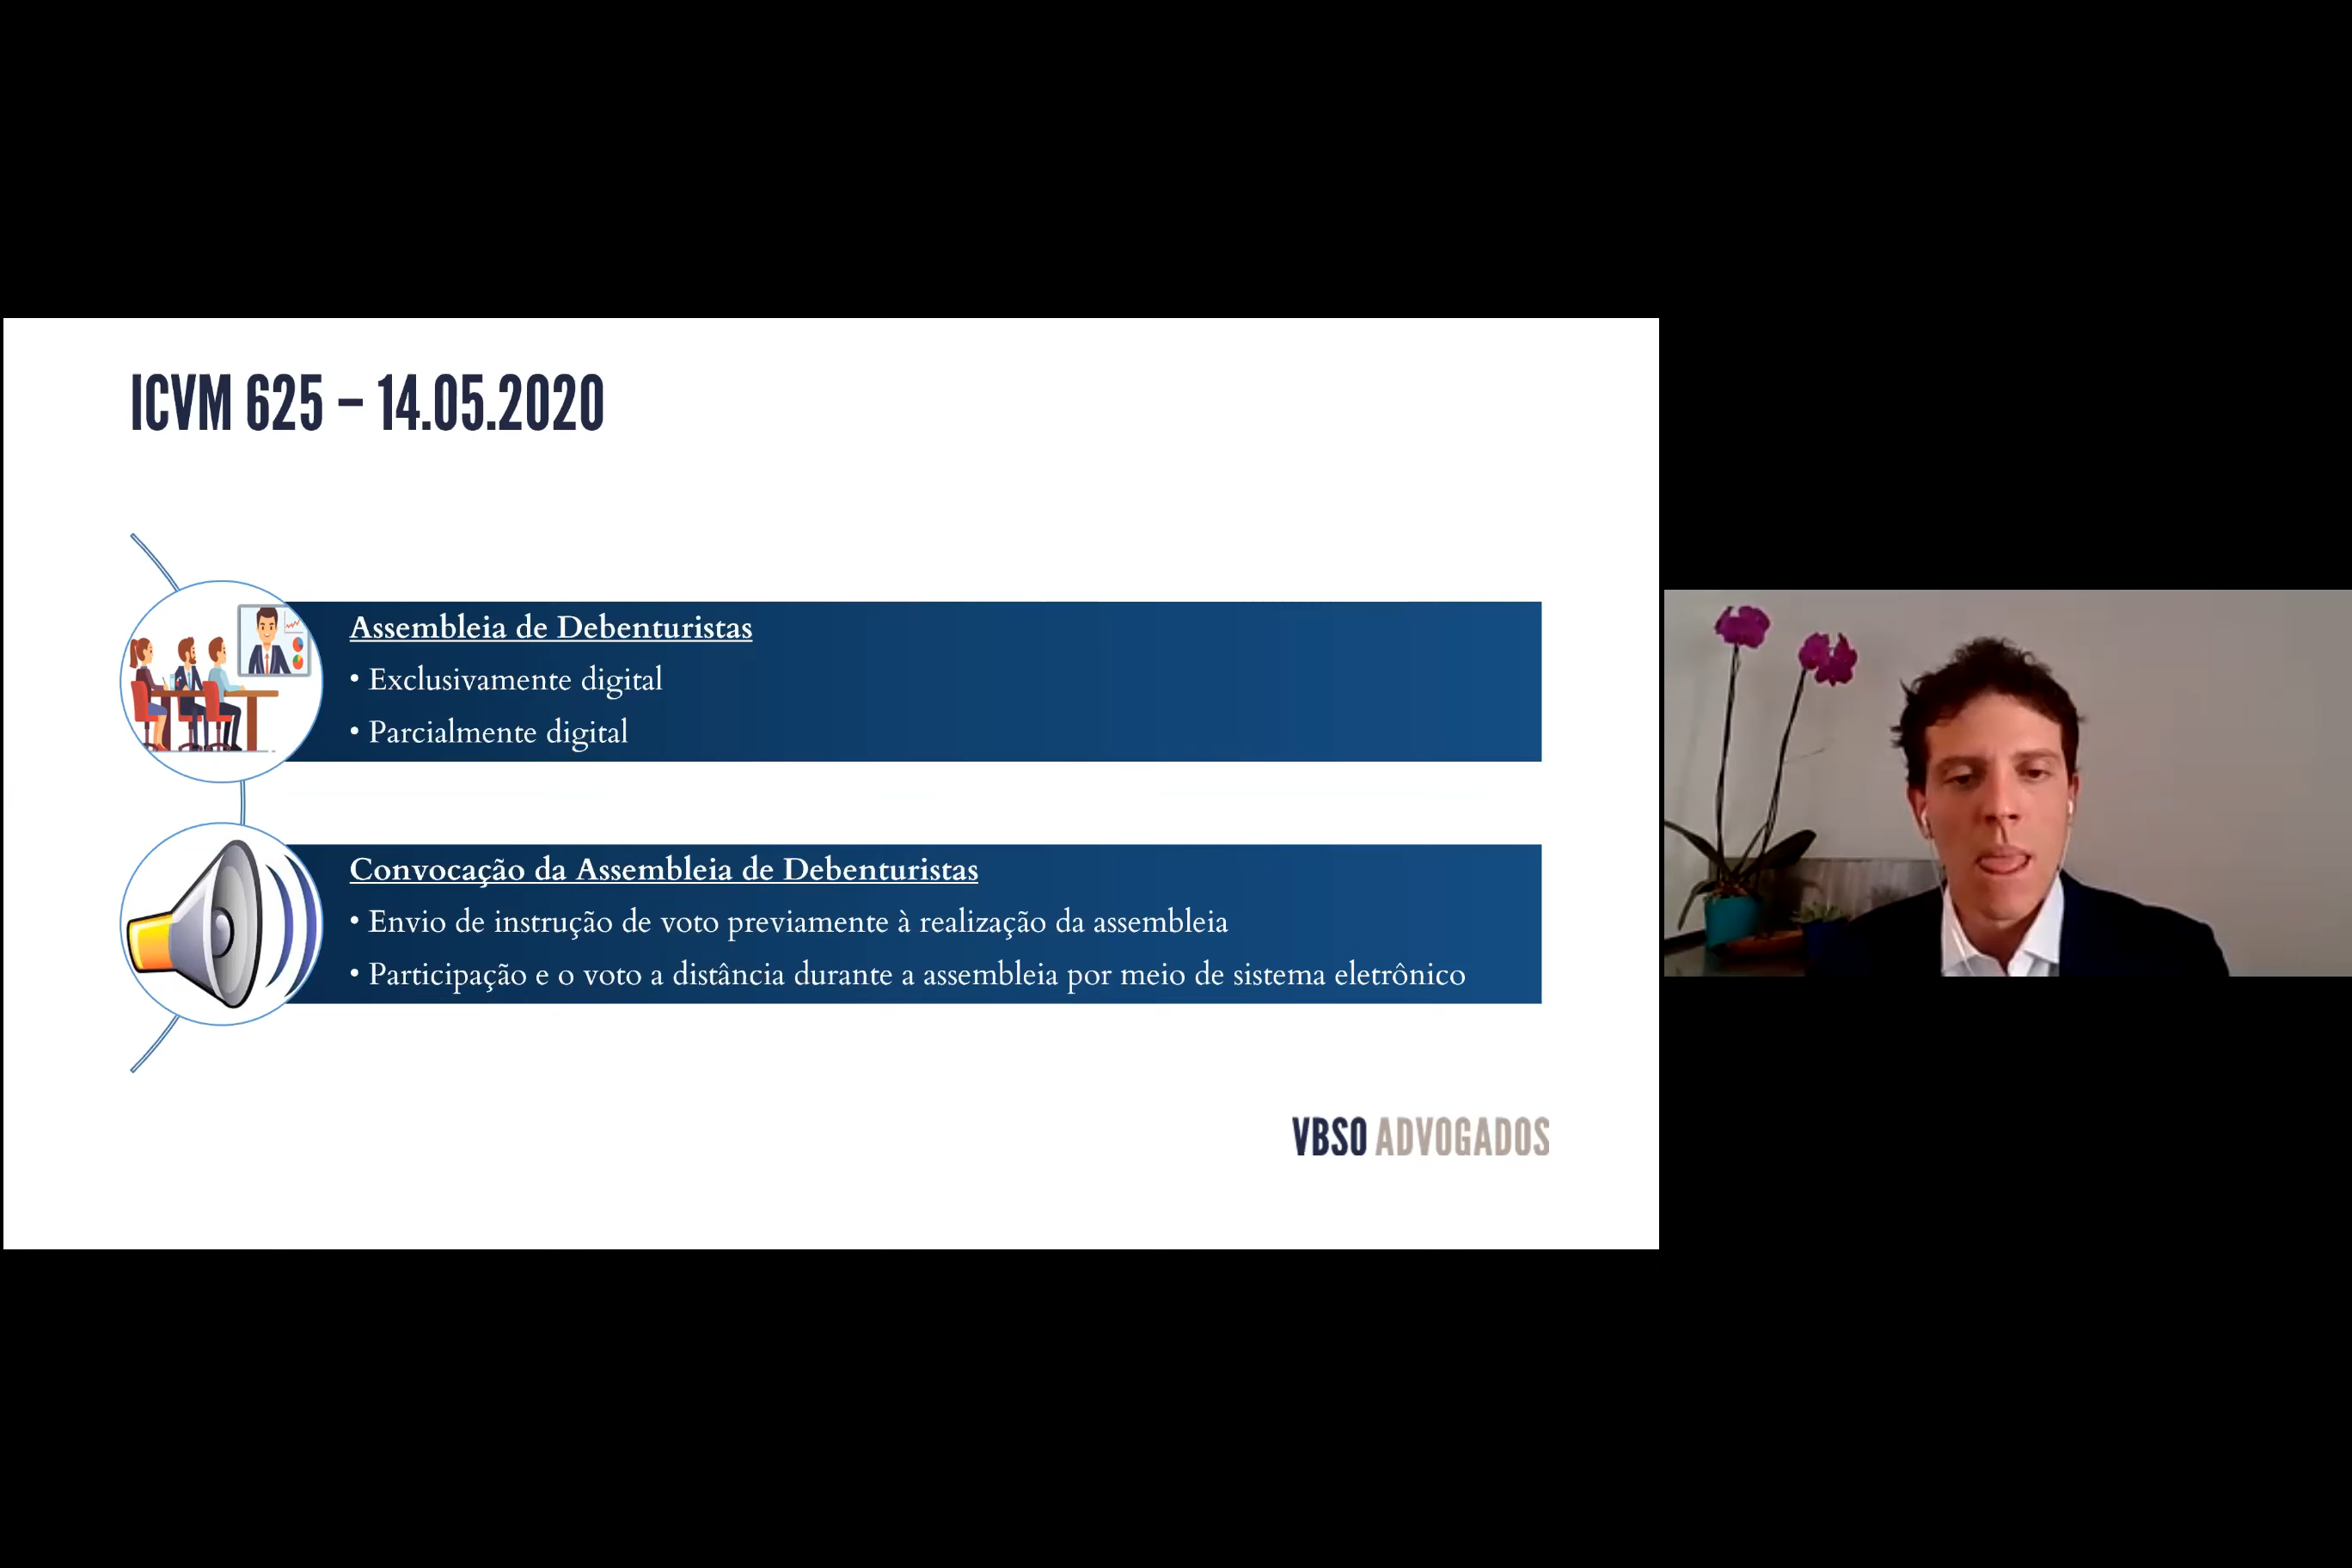 ICVM 625 – 14.05.2020
Assembleia de Debenturistas
• Exclusivamente digital
• Parcialmente digital
Convocação da Assembleia de Debenturistas
• Envio de instrução de voto previamente à realização da assembleia
• Participação e o voto a distância durante a assembleia por meio de sistema eletrônico
VBSO ADVOGADOS